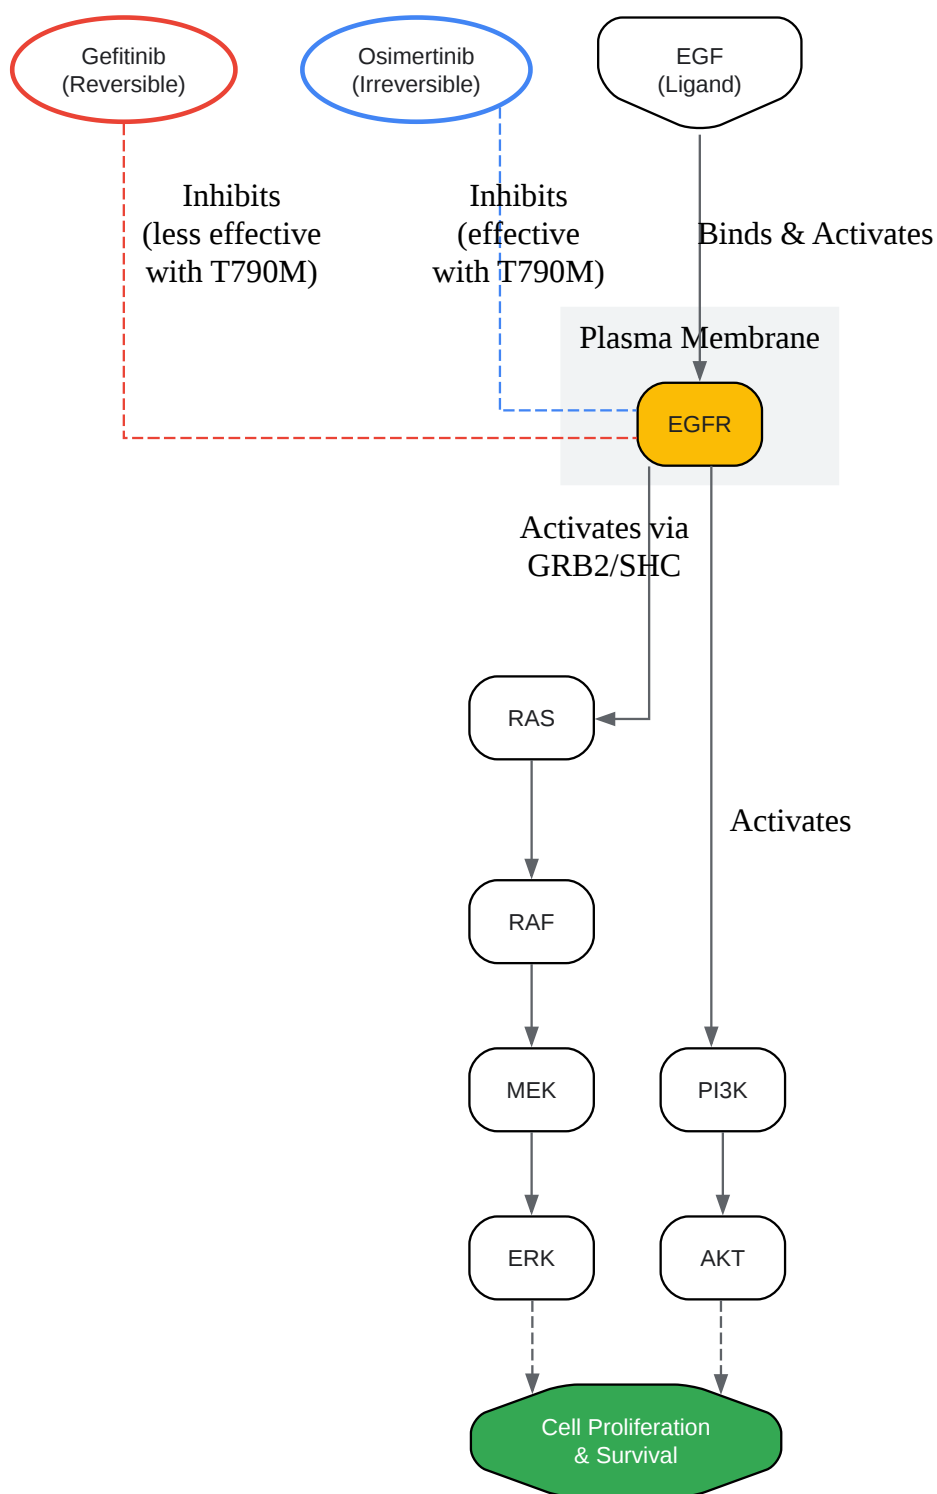 Gefitinib
(Reversible)
Osimertinib
(Irreversible)
EGF
(Ligand)
Inhibits
(less effective
with T790M)
Inhibits
(effective
with T790M)
Binds & Activates
Plasma Membrane
EGFR
Activates via
GRB2/SHC
RAS
Activates
RAF
MEK
PI3K
ERK
AKT
Cell Proliferation
& Survival